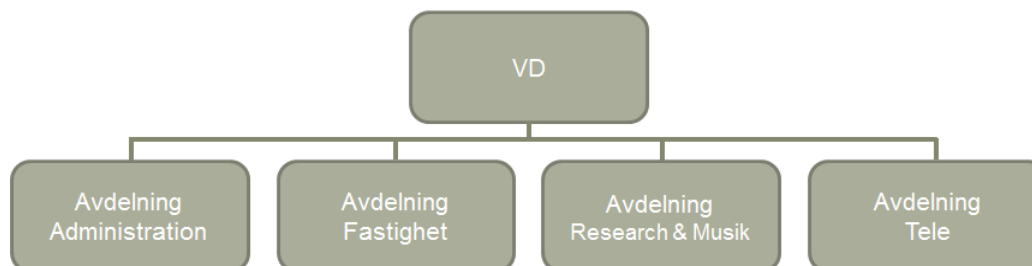 VD
Avdelning
Administration
Avdelning
Fastighet
Avdelning
Research & Musik
Avdelning
Tele